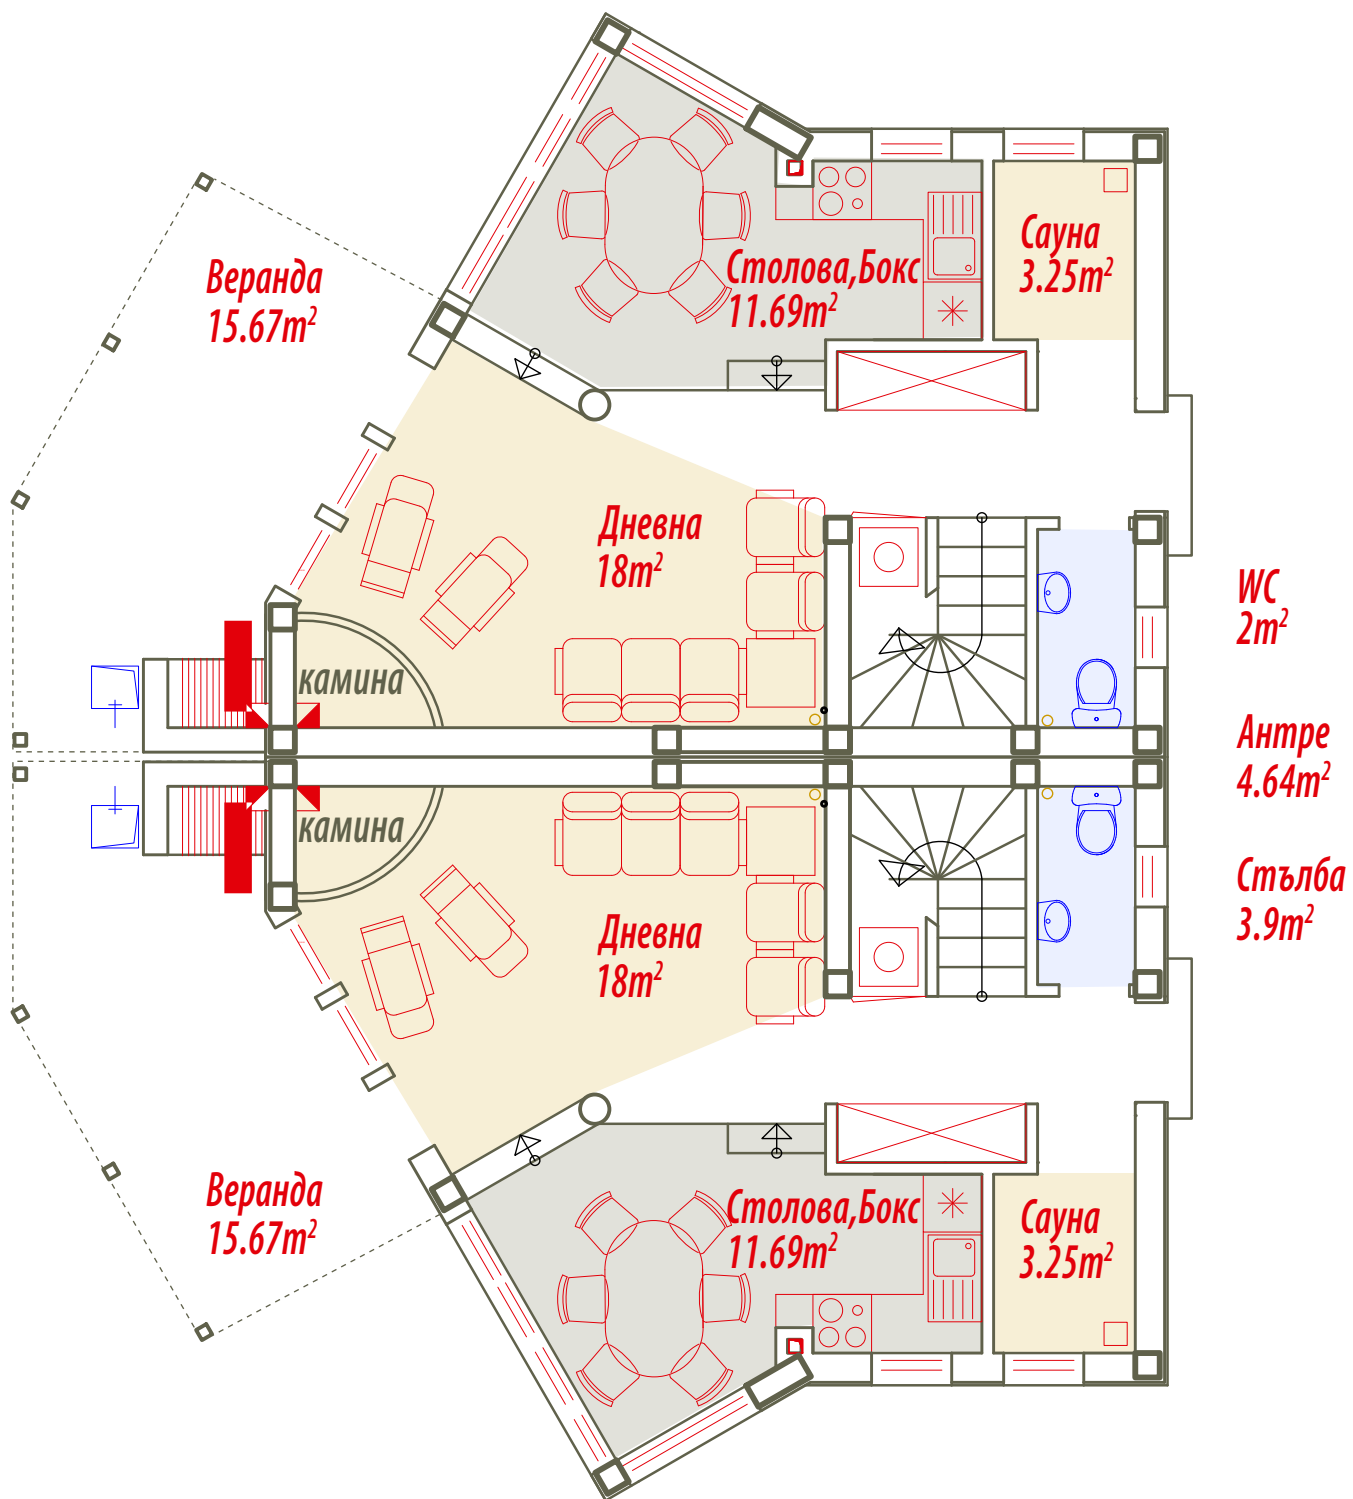 Веранда
15.67m²
Столова,Бокс
11.69m²
Сауна
3.25m²
Дневна
18m²
камина
WC
2m²
Антре
4.64m²
Стълба
3.9m²
камина
Дневна
18m²
Веранда
15.67m²
Столова,Бокс
11.69m²
Сауна
3.25m²